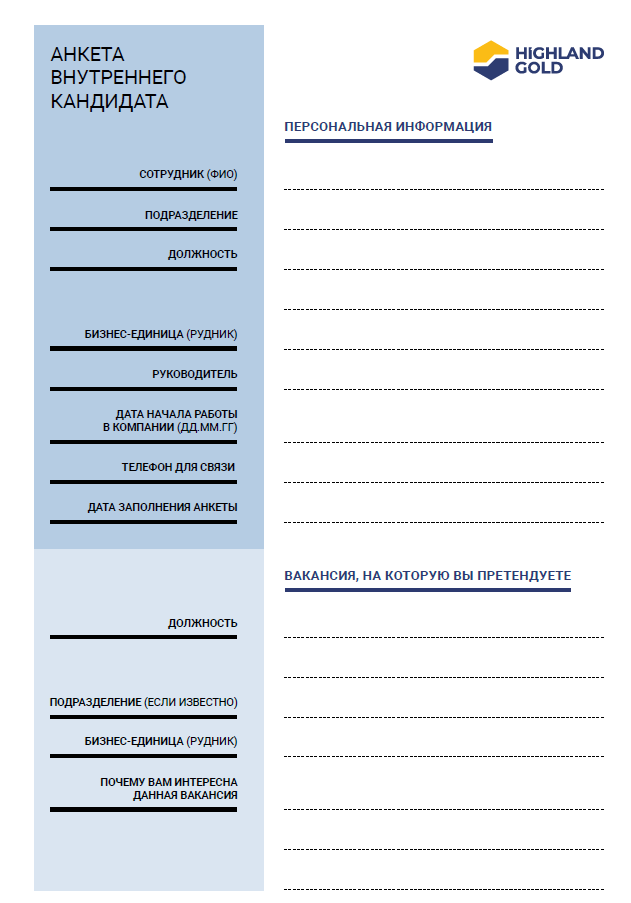 АНКЕТА
ВНУТРЕННЕГО
КАНДИДАТА
HIGHLAND
GOLD
ПЕРСОНАЛЬНАЯ ИНФОРМАЦИЯ
СОТРУДНИК (ФИО)
ПОДРАЗДЕЛЕНИЕ
ДОЛЖНОСТЬ
БИЗНЕС-ЕДИНИЦА (РУДНИК)
РУКОВОДИТЕЛЬ
ДАТА НАЧАЛА РАБОТЫ
В КОМПАНИИ (ДД.ММ.ГГ)
ТЕЛЕФОН ДЛЯ СВЯЗИ
ДАТА ЗАПОЛНЕНИЯ АНКЕТЫ
ВАКАНСИЯ, НА КОТОРУЮ ВЫ ПРЕТЕНДУЕТЕ
ДОЛЖНОСТЬ
ПОДРАЗДЕЛЕНИЕ (ЕСЛИ ИЗВЕСТНО)
БИЗНЕС-ЕДИНИЦА (РУДНИК)
ПОЧЕМУ ВАМ ИНТЕРЕСНА
ДАННАЯ ВАКАНСИЯ